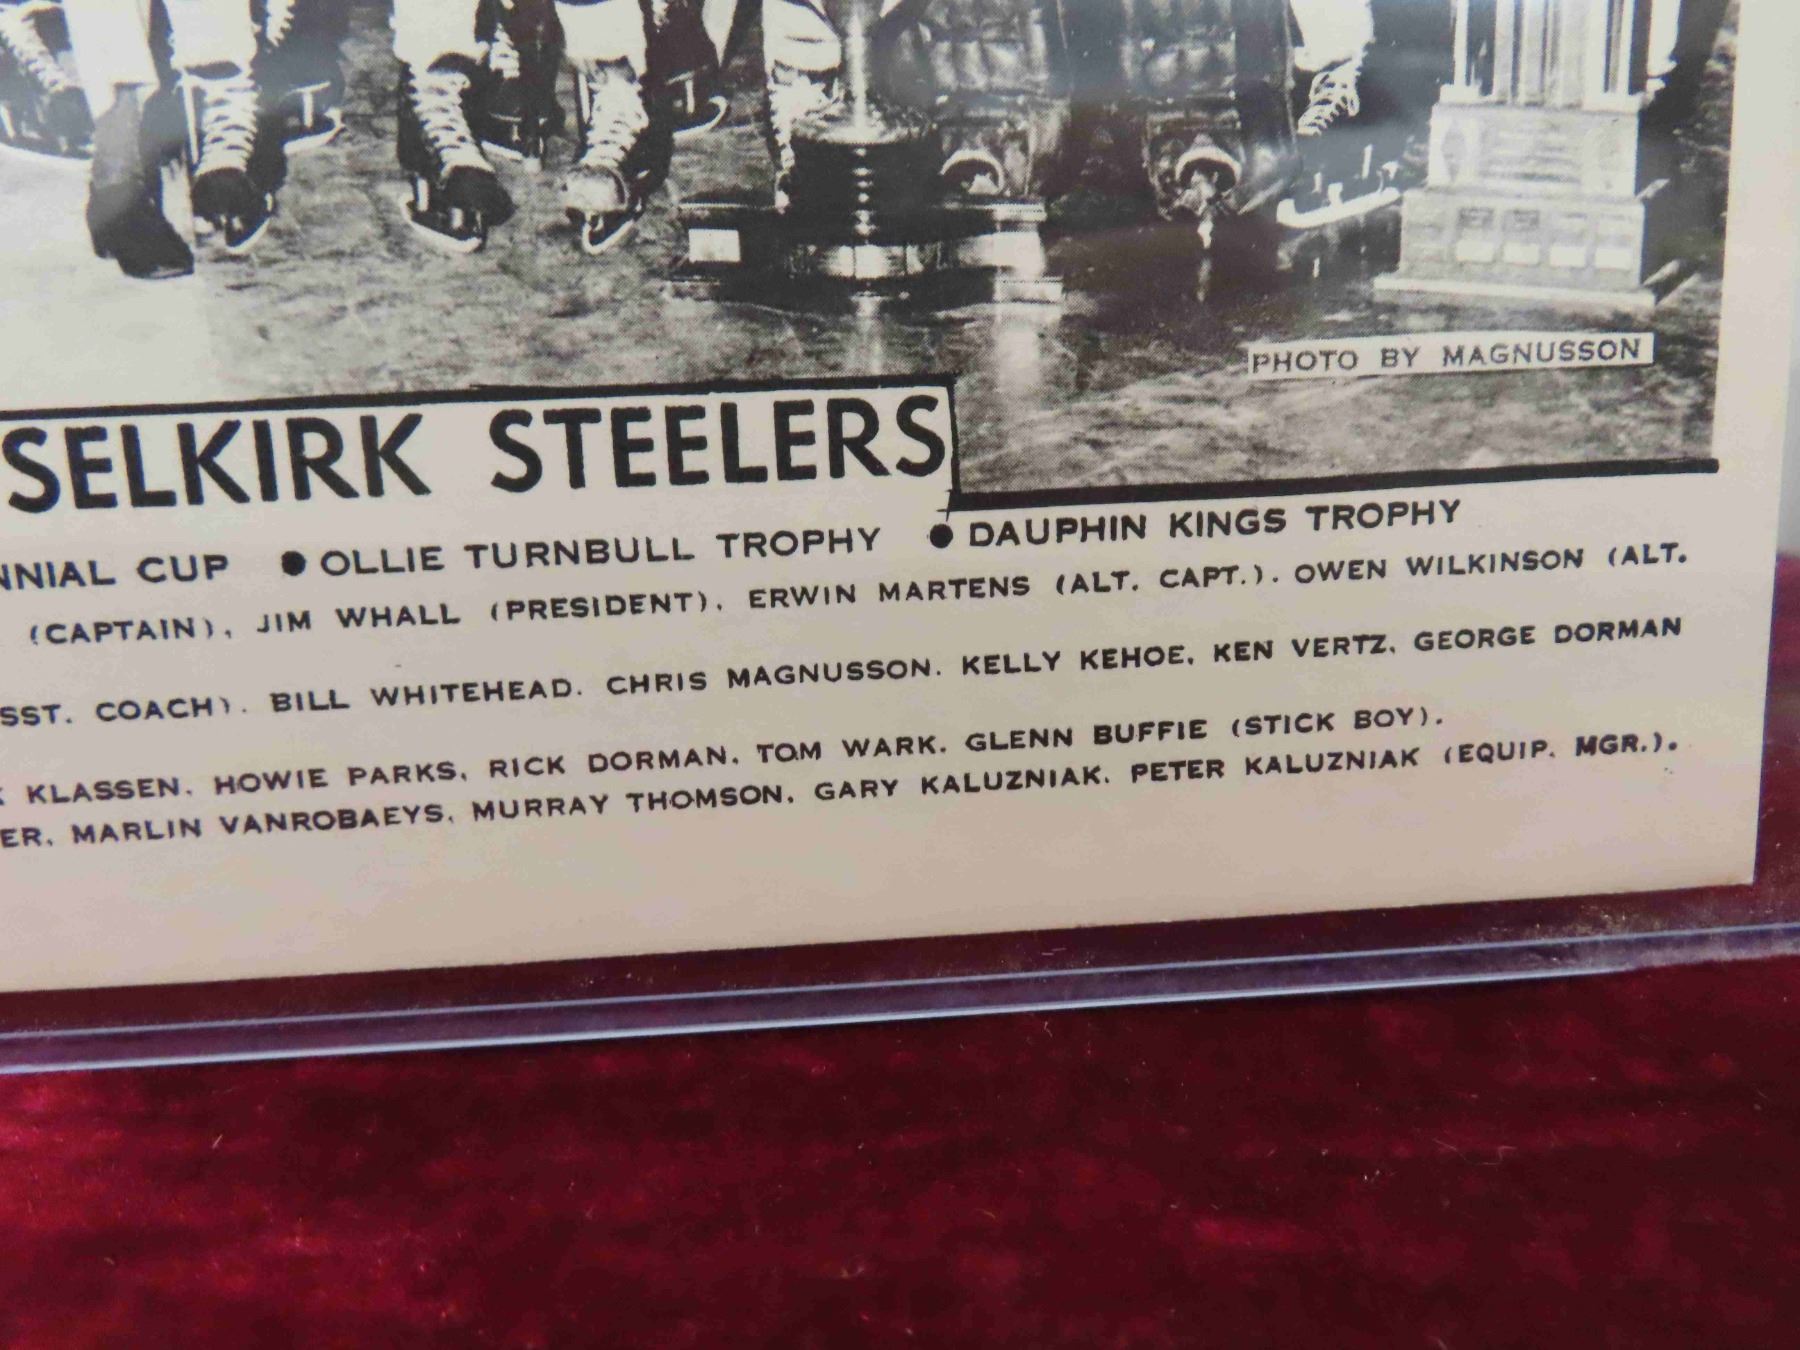 PHOTO BY MAGNUSSON
SELKIRK STEELERS
NNIAL CUP ● OLLIE TURNBULL TROPHY ● DAUPHIN KINGS TROPHY
(CAPTAIN), JIM WHALL (PRESIDENT), ERWIN MARTENS (ALT. CAPT.), OWEN WILKINSON (ALT.
SST. COACH), BILL WHITEHEAD, CHRIS MAGNUSSON, KELLY KEHOE, KEN VERTZ, GEORGE DORMAN
KLASSEN, HOWIE PARKS, RICK DORMAN, TOM WARK, GLENN BUFFIE (STICK BOY).
ER, MARLIN VANROBAEYS, MURRAY THOMSON, GARY KALUZNIAK, PETER KALUZNIAK (EQUIP. MGR.).